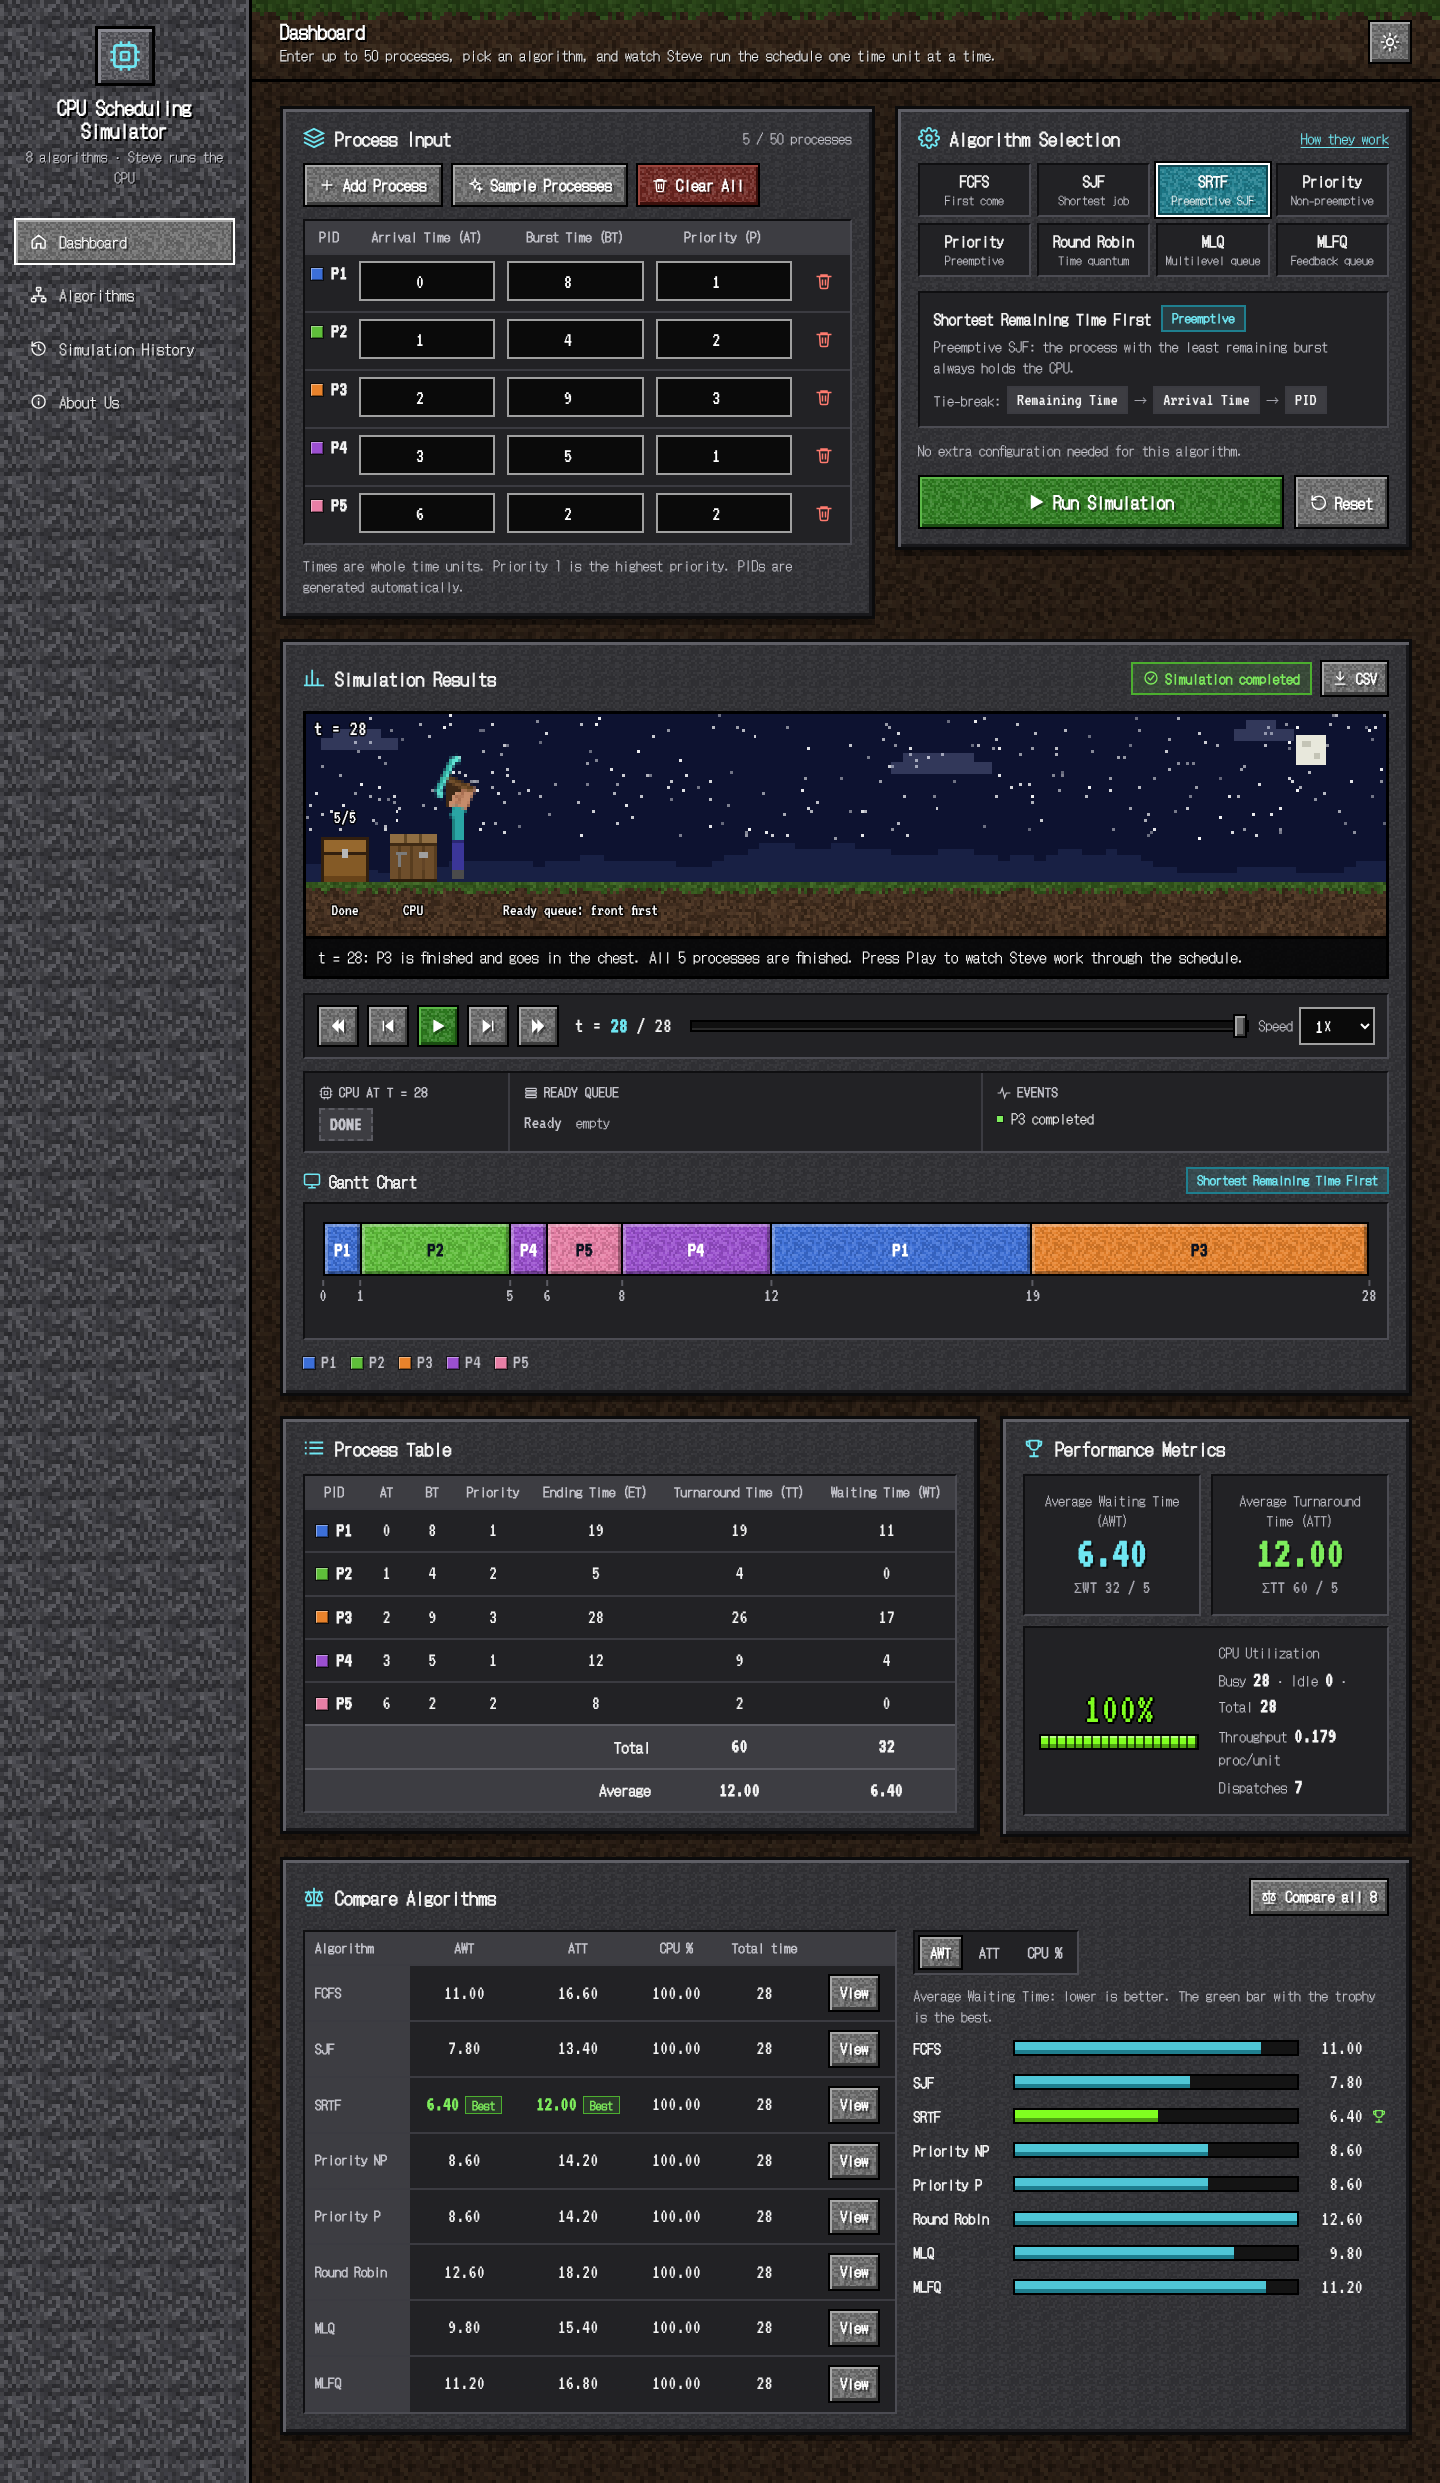 CPU Scheduling
Simulator
8 algorithms · Steve runs the
CPU
Dashboard
Algorithms
Simulation History
About Us
Dashboard
Enter up to 50 processes, pick an algorithm, and watch Steve run the schedule one time unit at a time.
Process Input
5 / 50 processes
Add Process
Sample Processes
Clear All
PID Arrival Time (AT) Burst Time (BT) Priority (P)
P1 0 8 1
P2 1 4 2
P3 2 9 3
P4 3 5 1
P5 6 2 2
Times are whole time units. Priority 1 is the highest priority. PIDs are
generated automatically.
Algorithm Selection
How they work
FCFS
First come
SJF
Shortest job
SRTF
Preemptive SJF
Priority
Non-preemptive
Priority
Preemptive
Round Robin
Time quantum
MLQ
Multilevel queue
MLFQ
Feedback queue
Shortest Remaining Time First Preemptive
Preemptive SJF: the process with the least remaining burst
always holds the CPU.
Tie-break: Remaining Time → Arrival Time → PID
No extra configuration needed for this algorithm.
Run Simulation
Reset
Simulation Results
Simulation completed
CSV
t = 28
5/5
Done CPU Ready queue: front first
t = 28: P3 is finished and goes in the chest. All 5 processes are finished. Press Play to watch Steve work through the schedule.
t = 28 / 28
Speed 1x
CPU AT T = 28
DONE
READY QUEUE
Ready empty
EVENTS
P3 completed
Gantt Chart
Shortest Remaining Time First
P1 P2 P4 P5 P4 P1 P3
0 1 5 6 8 12 19 28
P1 P2 P3 P4 P5
Process Table
PID AT BT Priority Ending Time (ET) Turnaround Time (TT) Waiting Time (WT)
P1 0 8 1 19 19 11
P2 1 4 2 5 4 0
P3 2 9 3 28 26 17
P4 3 5 1 12 9 4
P5 6 2 2 8 2 0
Total 60 32
Average 12.00 6.40
Performance Metrics
Average Waiting Time
(AWT)
6.40
ΣWT 32 / 5
Average Turnaround
Time (ATT)
12.00
ΣTT 60 / 5
100%
CPU Utilization
Busy 28 · Idle 0 ·
Total 28
Throughput 0.179
proc/unit
Dispatches 7
Compare Algorithms
Compare all 8
Algorithm AWT ATT CPU % Total time
FCFS 11.00 16.60 100.00 28 View
SJF 7.80 13.40 100.00 28 View
SRTF 6.40 Best 12.00 Best 100.00 28 View
Priority NP 8.60 14.20 100.00 28 View
Priority P 8.60 14.20 100.00 28 View
Round Robin 12.60 18.20 100.00 28 View
MLQ 9.80 15.40 100.00 28 View
MLFQ 11.20 16.80 100.00 28 View
AWT ATT CPU %
Average Waiting Time: lower is better. The green bar with the trophy
is the best.
FCFS 11.00
SJF 7.80
SRTF 6.40
Priority NP 8.60
Priority P 8.60
Round Robin 12.60
MLQ 9.80
MLFQ 11.20